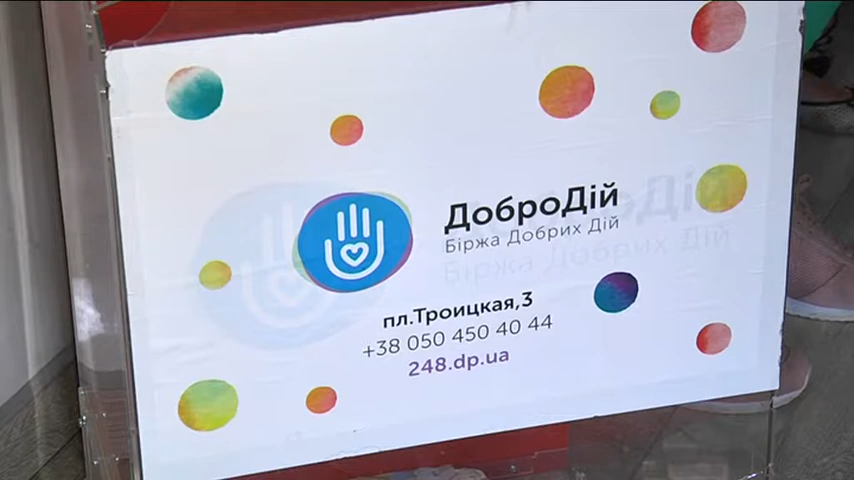 ДоброДій
Біржа Добрих Дій
пл.Троицкая,3
+38 050 450 40 44
248.dp.ua